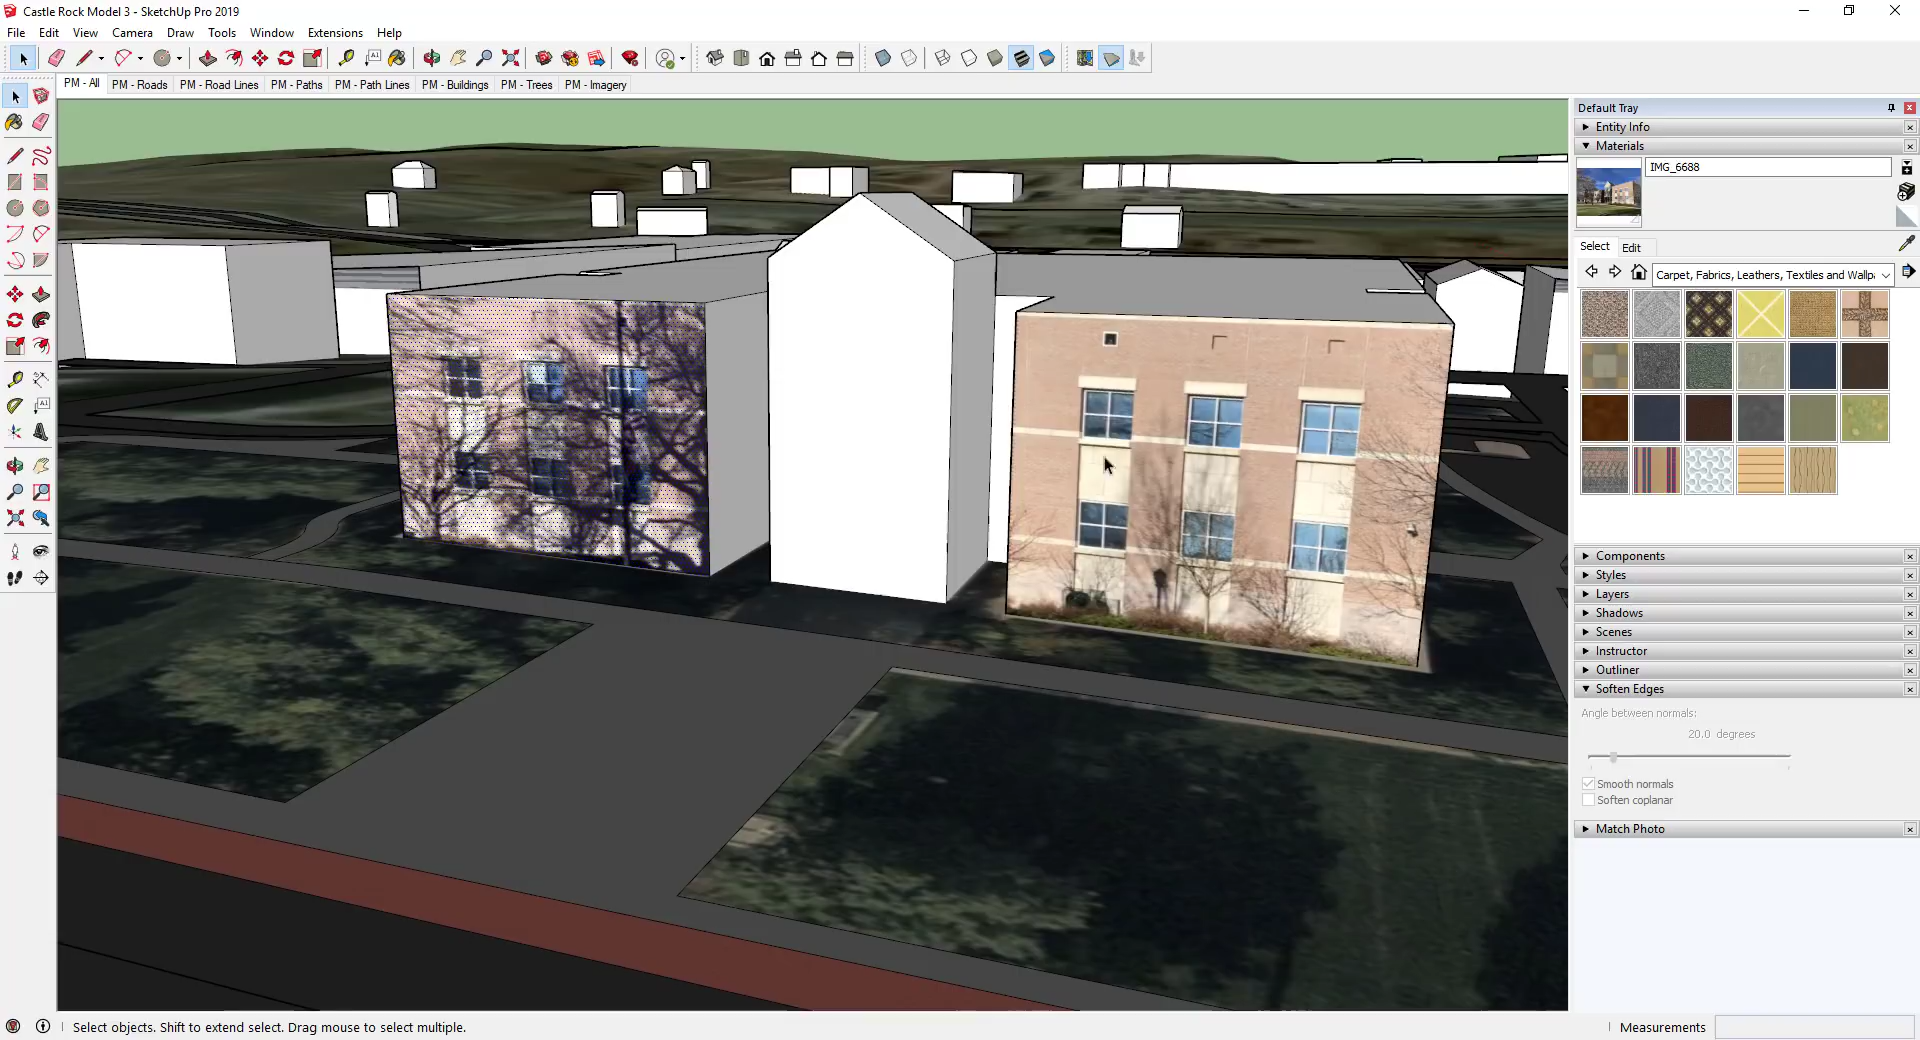 Castle Rock Model 3 - SketchUp Pro 2019
File Edit View Camera Draw Tools Window Extensions Help
PM - All PM - Roads PM - Road Lines PM - Paths PM - Path Lines PM - Buildings PM - Trees PM - Imagery
Default Tray
Entity Info
Materials
IMG_6688
Select Edit
Carpet, Fabrics, Leathers, Textiles and Wallp
Components
Styles
Layers
Shadows
Scenes
Instructor
Outliner
Soften Edges
Angle between normals:
20.0 degrees
Smooth normals
Soften coplanar
Match Photo
Select objects. Shift to extend select. Drag mouse to select multiple.
Measurements